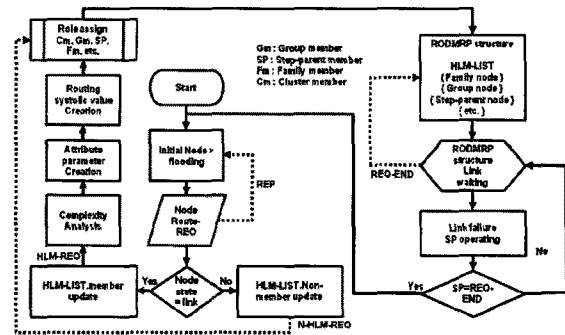 Role assign
Cm, Gm, SP,
Fm, etc.
Routing
systolic value
Creation
Attribute
parameter
Creation
Complexity
Analysis
HLM-REQ
HLM-LIST.member
update
Gm : Group member
SP : Step-parent member
Fm : Family member
Cm : Cluster member
Start
Initial Node >
flooding
REP
Node
Route-
REQ
Yes
Node
state
= link
No
HLM-LIST.Non-
member update
N-HLM-REQ
RODMRP structure
HLM-LIST
{Family node}
{Group node}
{Step-parent node}
{etc.}
REQ-END
RODMRP
structure
Link
waiting
Link failure
SP operating
No
Yes
SP=REQ-
END